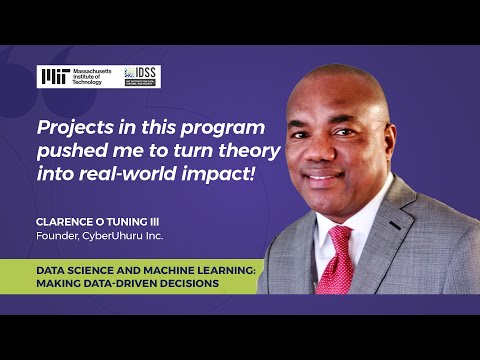 MIT
Massachusetts
Institute of
Technology
IDSS
Projects in this program
pushed me to turn theory
into real-world impact!
CLARENCE O TUNING III
Founder, CyberUhuru Inc.
DATA SCIENCE AND MACHINE LEARNING:
MAKING DATA-DRIVEN DECISIONS